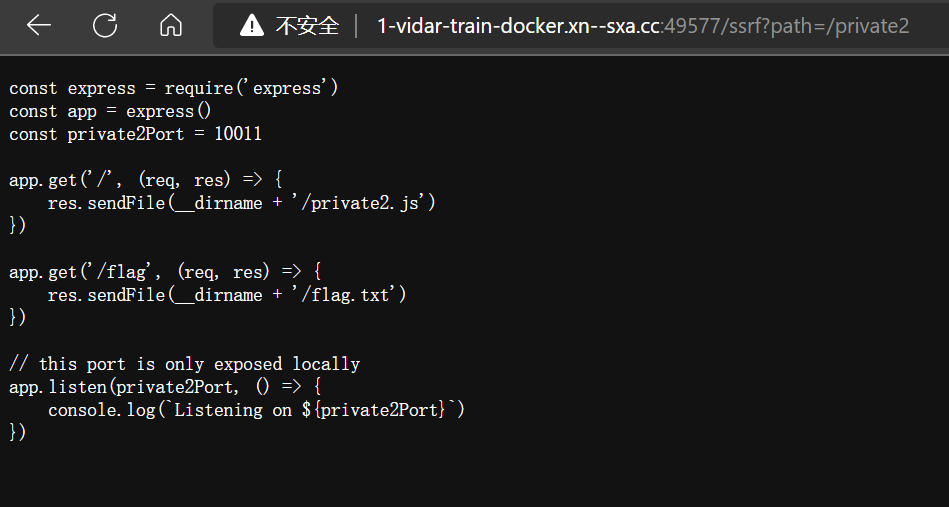 不安全 | 1-vidar-train-docker.xn--sxa.cc:49577/ssrf?path=/private2
const express = require('express')
const app = express()
const private2Port = 10011
app.get('/', (req, res) => {
    res.sendFile(__dirname + '/private2.js')
})
app.get('/flag', (req, res) => {
    res.sendFile(__dirname + '/flag.txt')
})
// this port is only exposed locally
app.listen(private2Port, () => {
    console.log(`Listening on ${private2Port}`)
})